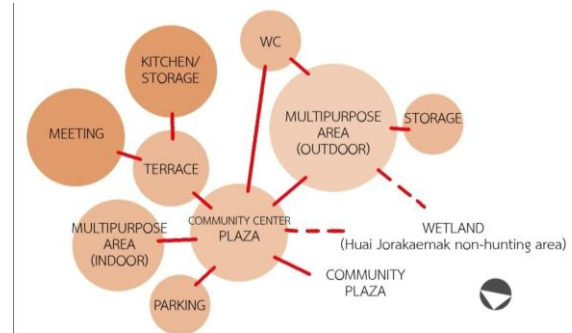 WC
KITCHEN/
STORAGE
MULTIPURPOSE
AREA
(OUTDOOR)
STORAGE
MEETING
TERRACE
COMMUNITY CENTER
PLAZA
MULTIPURPOSE
AREA
(INDOOR)
WETLAND
(Huai Jorakaemak non-hunting area)
COMMUNITY
PLAZA
PARKING